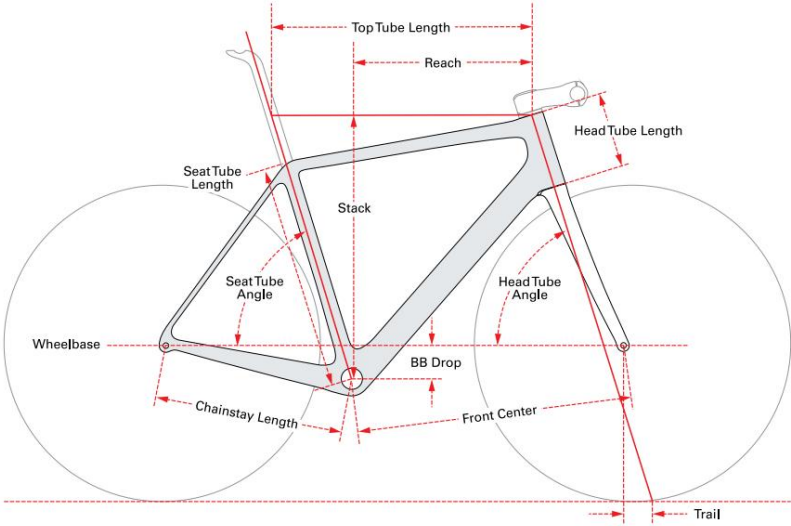 Top Tube Length
Reach
Head Tube Length
Seat Tube
Length
Stack
Seat Tube
Angle
Head Tube
Angle
Wheelbase
BB Drop
Chainstay Length
Front Center
Trail